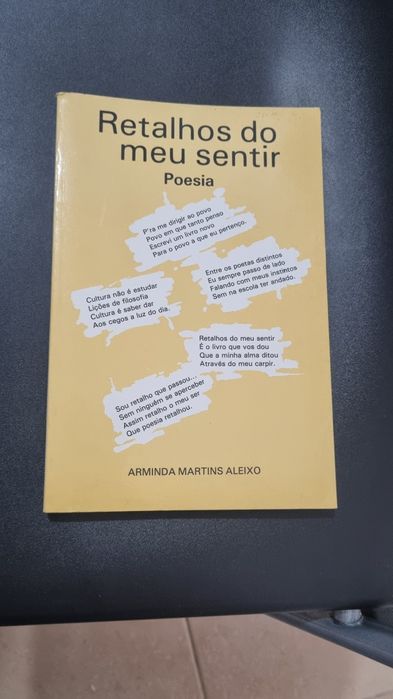 Retalhos do
meu sentir
Poesia
P'ra me dirigir ao povo
Povo em que tanto penso
Escrevi um livro novo
Para o povo a que eu pertenço.
Entre os poetas distintos
Eu sempre passo de lado
Falando com meus instintos
Sem na escola ter andado.
Cultura não é estudar
Lições de filosofia
Cultura é saber dar
Aos cegos a luz do dia.
Retalhos do meu sentir
É o livro que vos dou
Que a minha alma ditou
Através do meu carpir.
Sou retalho que passou...
Sem ninguém se aperceber
Assim retalho o meu ser
Que poesia retalhou.
ARMINDA MARTINS ALEIXO